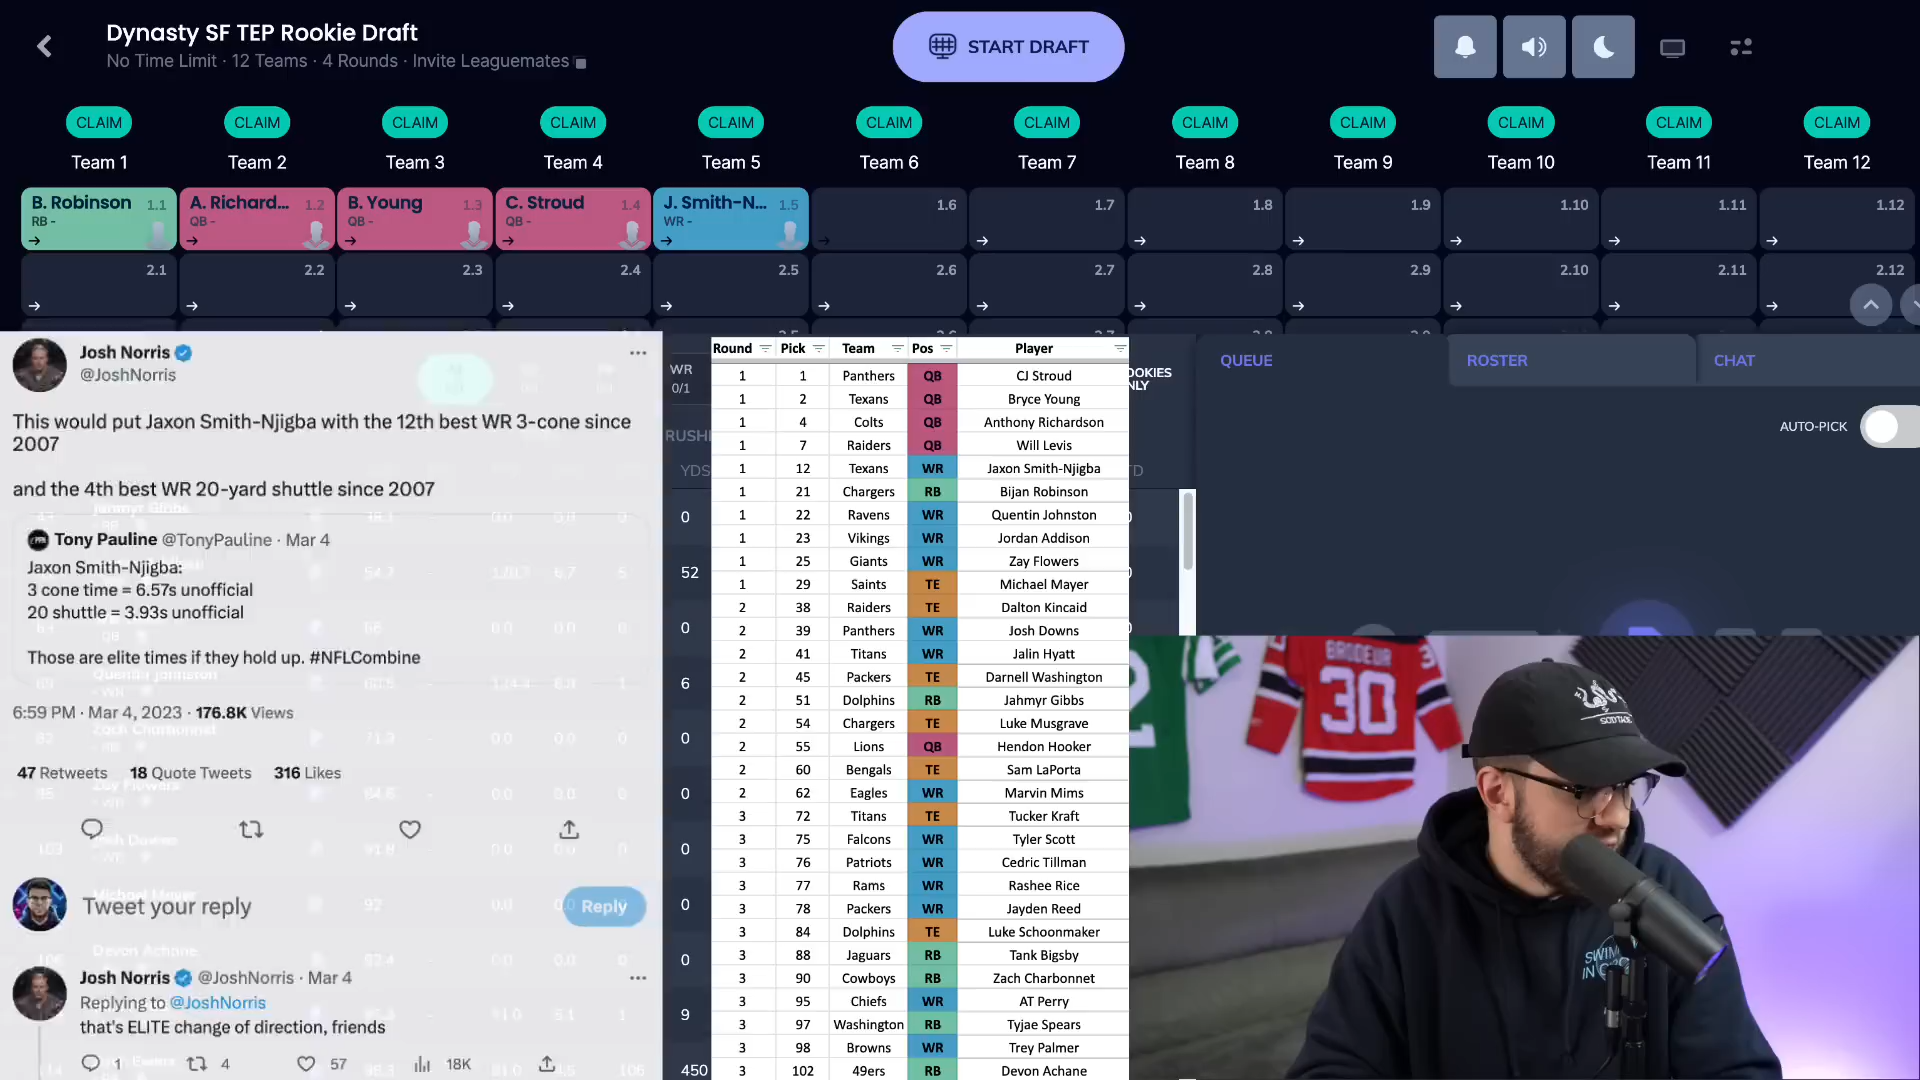 Dynasty SF TEP Rookie Draft
No Time Limit · 12 Teams · 4 Rounds · Invite Leaguemates
START DRAFT
CLAIM CLAIM CLAIM CLAIM CLAIM CLAIM CLAIM CLAIM CLAIM CLAIM CLAIM CLAIM
Team 1 Team 2 Team 3 Team 4 Team 5 Team 6 Team 7 Team 8 Team 9 Team 10 Team 11 Team 12
B. Robinson 1.1 A. Richard... 1.2 B. Young 1.3 C. Stroud 1.4 J. Smith-N... 1.5 1.6 1.7 1.8 1.9 1.10 1.11 1.12
RB - QB - QB - QB - WR -
2.1 2.2 2.3 2.4 2.5 2.6 2.7 2.8 2.9 2.10 2.11 2.12
Josh Norris
@JoshNorris
This would put Jaxon Smith-Njigba with the 12th best WR 3-cone since
2007
and the 4th best WR 20-yard shuttle since 2007
Tony Pauline @TonyPauline · Mar 4
Jaxon Smith-Njigba:
3 cone time = 6.57s unofficial
20 shuttle = 3.93s unofficial
Those are elite times if they hold up. #NFLCombine
6:59 PM · Mar 4, 2023 · 176.8K Views
47 Retweets 18 Quote Tweets 316 Likes
Tweet your reply
Reply
Josh Norris @JoshNorris · Mar 4
Replying to @JoshNorris
that's ELITE change of direction, friends
1 4 57 18K
WR
0/1
RUSHI
YDS
0
52
0
6
0
0
0
0
0
9
450
Round Pick Team Pos Player
1 1 Panthers QB CJ Stroud
1 2 Texans QB Bryce Young
1 4 Colts QB Anthony Richardson
1 7 Raiders QB Will Levis
1 12 Texans WR Jaxon Smith-Njigba
1 21 Chargers RB Bijan Robinson
1 22 Ravens WR Quentin Johnston
1 23 Vikings WR Jordan Addison
1 25 Giants WR Zay Flowers
1 29 Saints TE Michael Mayer
2 38 Raiders TE Dalton Kincaid
2 39 Panthers WR Josh Downs
2 41 Titans WR Jalin Hyatt
2 45 Packers TE Darnell Washington
2 51 Dolphins RB Jahmyr Gibbs
2 54 Chargers TE Luke Musgrave
2 55 Lions QB Hendon Hooker
2 60 Bengals TE Sam LaPorta
2 62 Eagles WR Marvin Mims
3 72 Titans TE Tucker Kraft
3 75 Falcons WR Tyler Scott
3 76 Patriots WR Cedric Tillman
3 77 Rams WR Rashee Rice
3 78 Packers WR Jayden Reed
3 84 Dolphins TE Luke Schoonmaker
3 88 Jaguars RB Tank Bigsby
3 90 Cowboys RB Zach Charbonnet
3 95 Chiefs WR AT Perry
3 97 Washington RB Tyjae Spears
3 98 Browns WR Trey Palmer
3 102 49ers RB Devon Achane
OOKIES
NLY
TD
QUEUE
ROSTER
CHAT
AUTO-PICK
BRODEUR
30
2